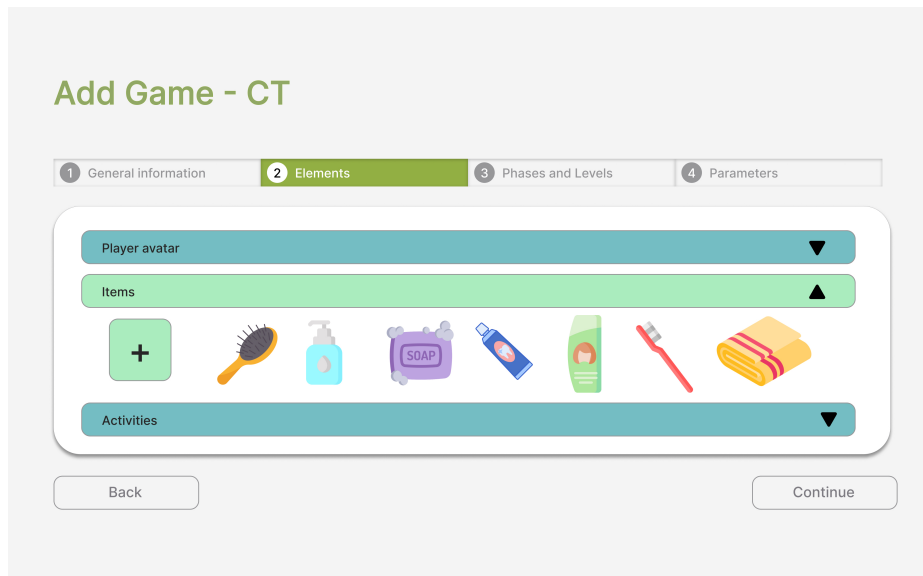 Add Game - CT
1 General information 2 Elements 3 Phases and Levels 4 Parameters
Player avatar
Items
+
SOAP
Activities
Back Continue